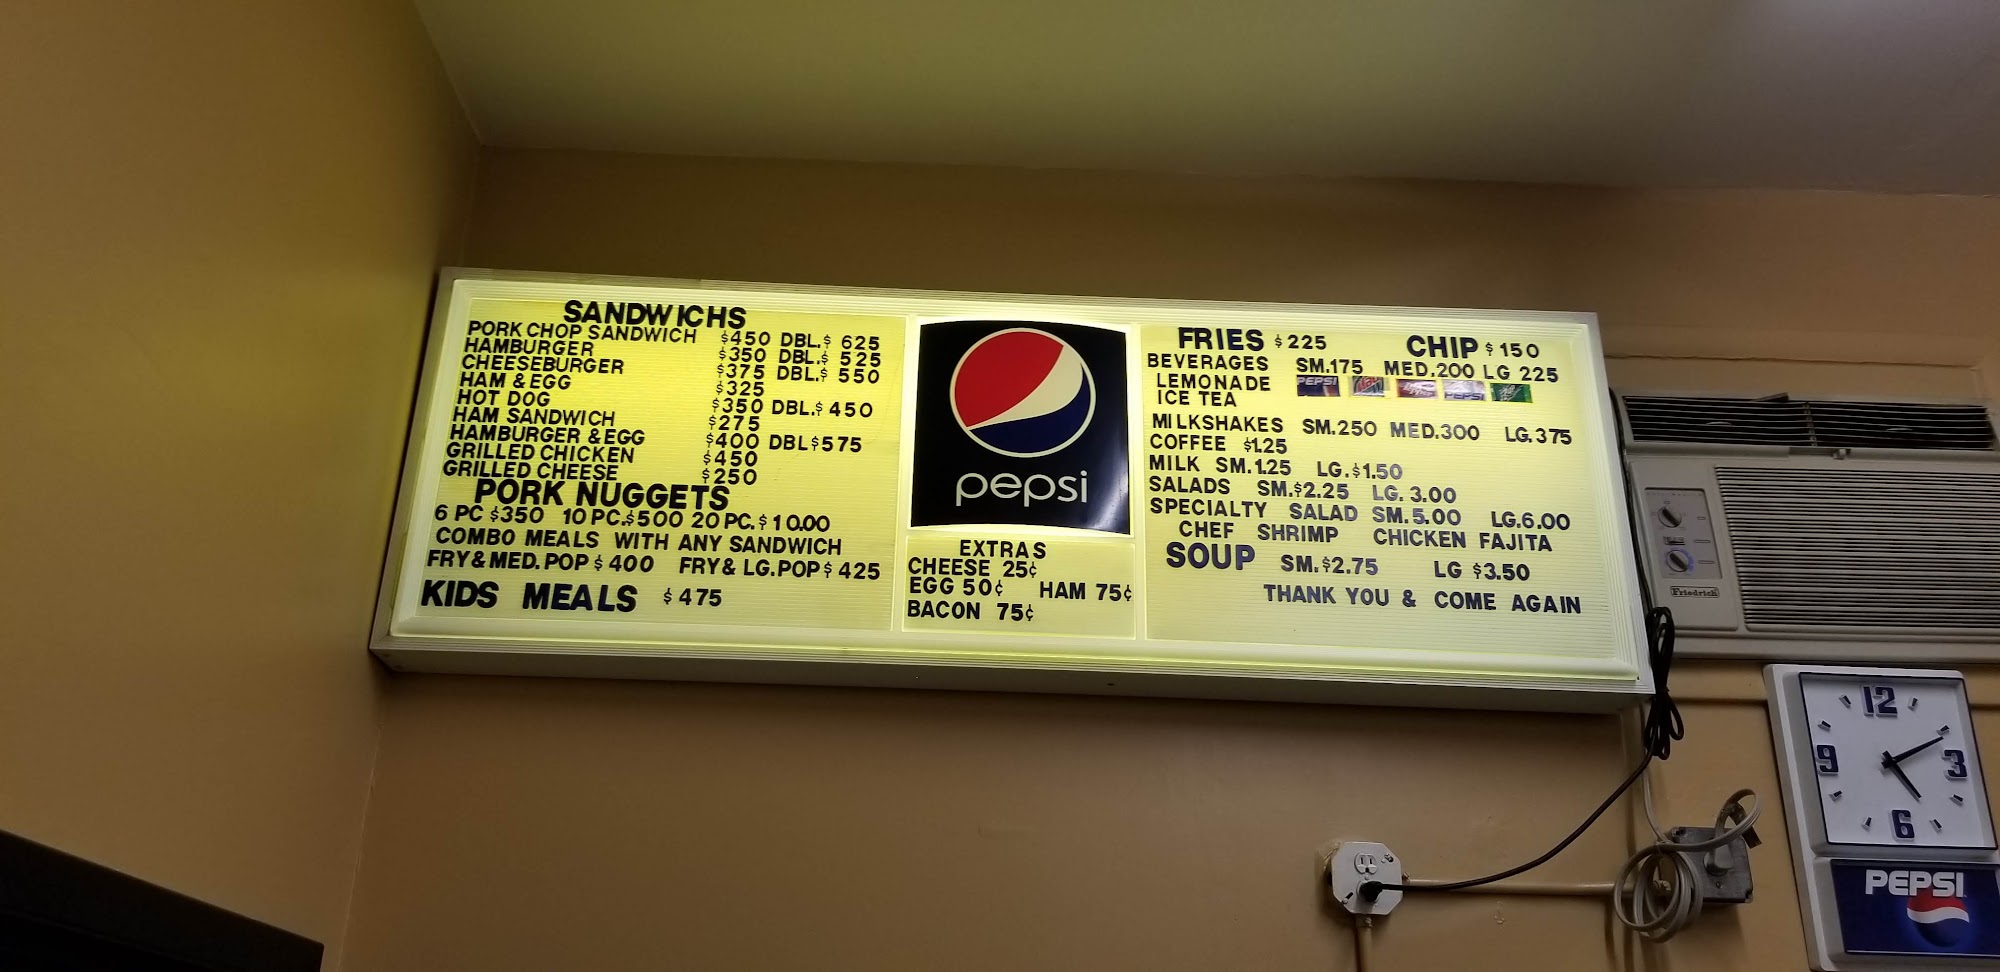 SANDWICHS
PORK CHOP SANDWICH $450 DBL.$ 625
HAMBURGER $350 DBL.$ 525
CHEESEBURGER $375 DBL.$ 550
HAM & EGG $325
HOT DOG $350 DBL.$ 450
HAM SANDWICH $275
HAMBURGER & EGG $400 DBL $575
GRILLED CHICKEN $450
GRILLED CHEESE $250
PORK NUGGETS
6 PC $350 10 PC.$500 20 PC.$10.00
COMBO MEALS WITH ANY SANDWICH
FRY & MED. POP $400 FRY & LG.POP $425
KIDS MEALS $475
pepsi
EXTRAS
CHEESE 25¢
EGG 50¢ HAM 75¢
BACON 75¢
FRIES $225 CHIP $150
BEVERAGES SM.175 MED.200 LG 225
LEMONADE PEPSI PEPSI
ICE TEA
MILKSHAKES SM.250 MED.300 LG.375
COFFEE $1.25
MILK SM.1.25 LG.$1.50
SALADS SM.$2.25 LG. 3.00
SPECIALTY SALAD SM.5.00 LG.6.00
CHEF SHRIMP CHICKEN FAJITA
SOUP SM.$2.75 LG $3.50
THANK YOU & COME AGAIN
Friedrich
12
9 3
6
PEPSI